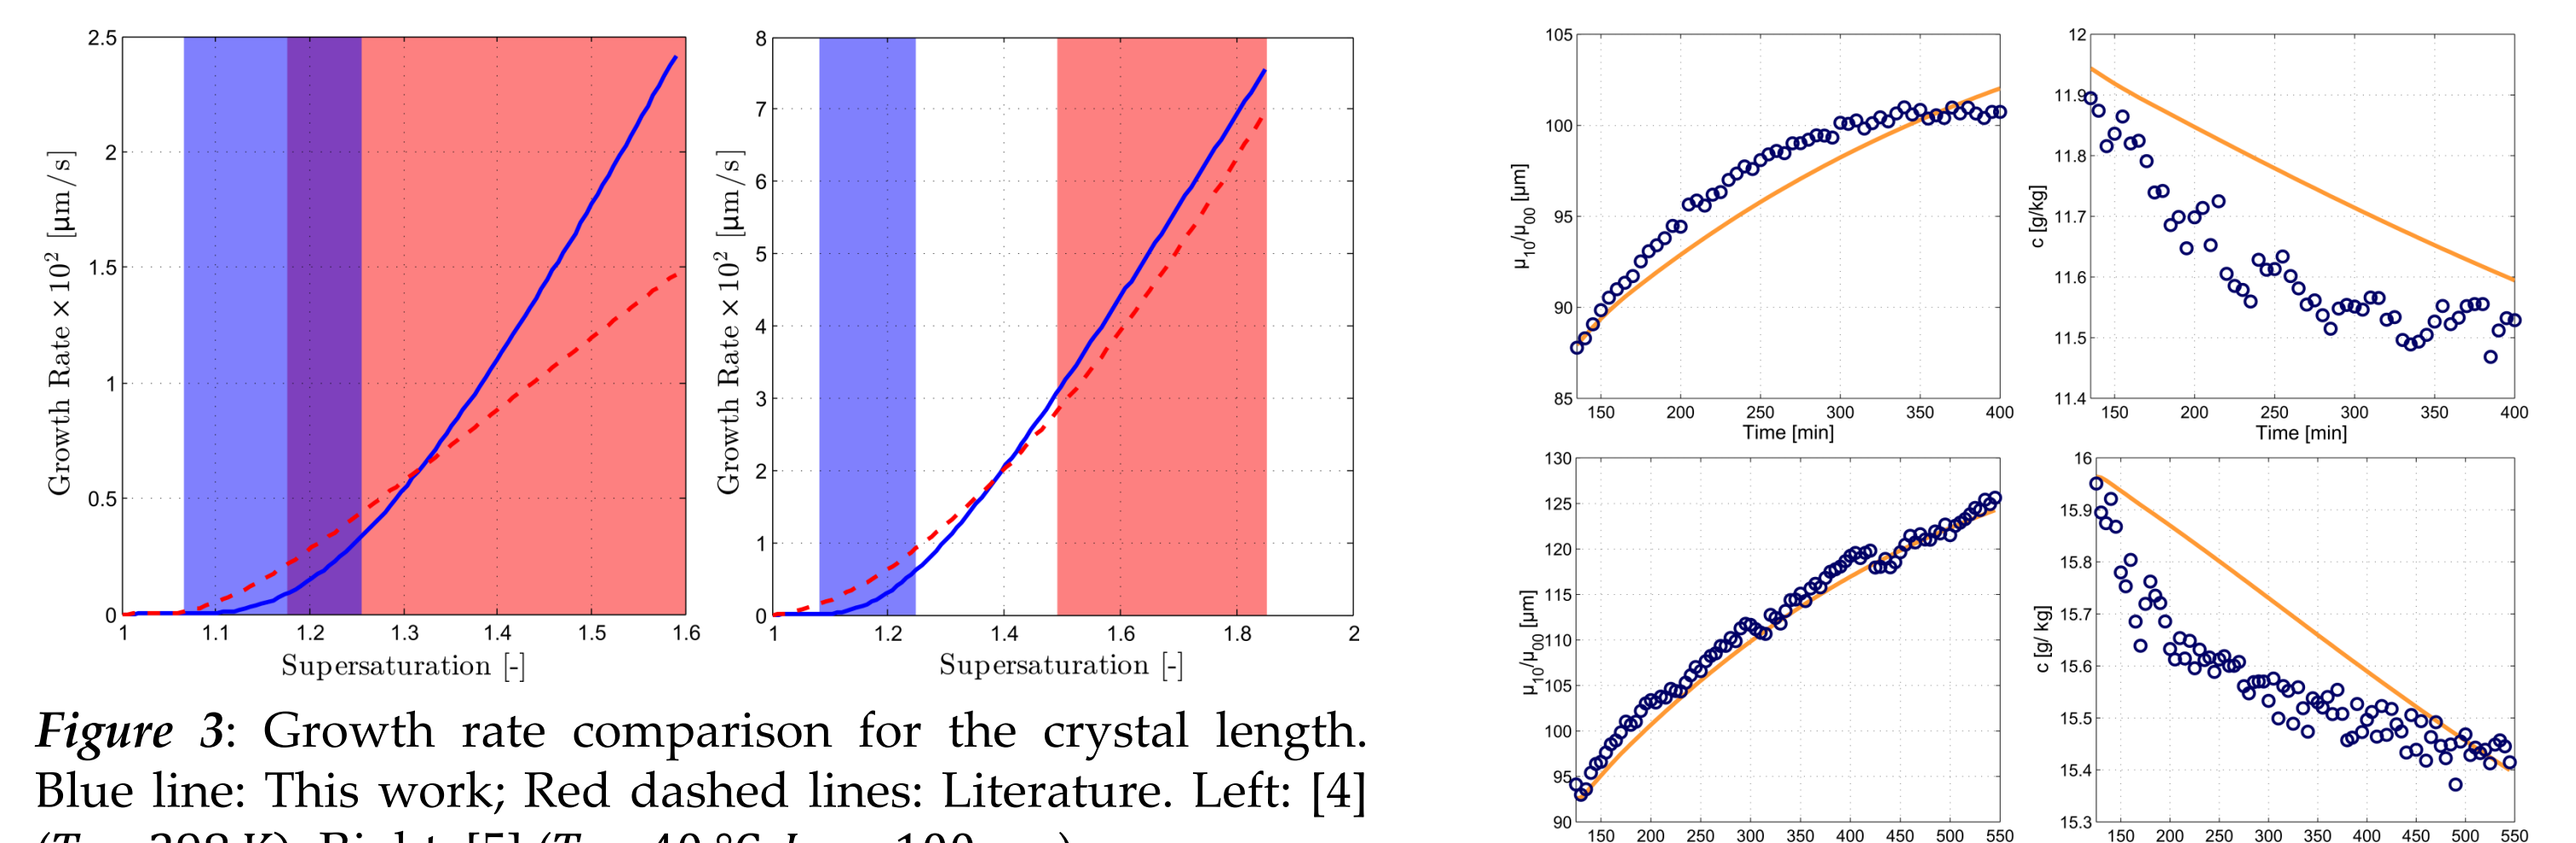 2.5
2
1.5
1
0.5
0
1 1.1 1.2 1.3 1.4 1.5 1.6
Growth Rate × 10² [µm/s]
Supersaturation [-]
8
7
6
5
4
3
2
1
0
1 1.2 1.4 1.6 1.8 2
Growth Rate × 10² [µm/s]
Supersaturation [-]
Figure 3: Growth rate comparison for the crystal length.
Blue line: This work; Red dashed lines: Literature. Left: [4]
105
100
95
90
85
150 200 250 300 350 400
µ₁₀/µ₀₀ [µm]
Time [min]
12
11.9
11.8
11.7
11.6
11.5
11.4
150 200 250 300 350 400
c [g/kg]
Time [min]
130
125
120
115
110
105
100
95
90
150 200 250 300 350 400 450 500 550
µ₁₀/µ₀₀ [µm]
16
15.9
15.8
15.7
15.6
15.5
15.4
15.3
150 200 250 300 350 400 450 500 550
c [g/ kg]